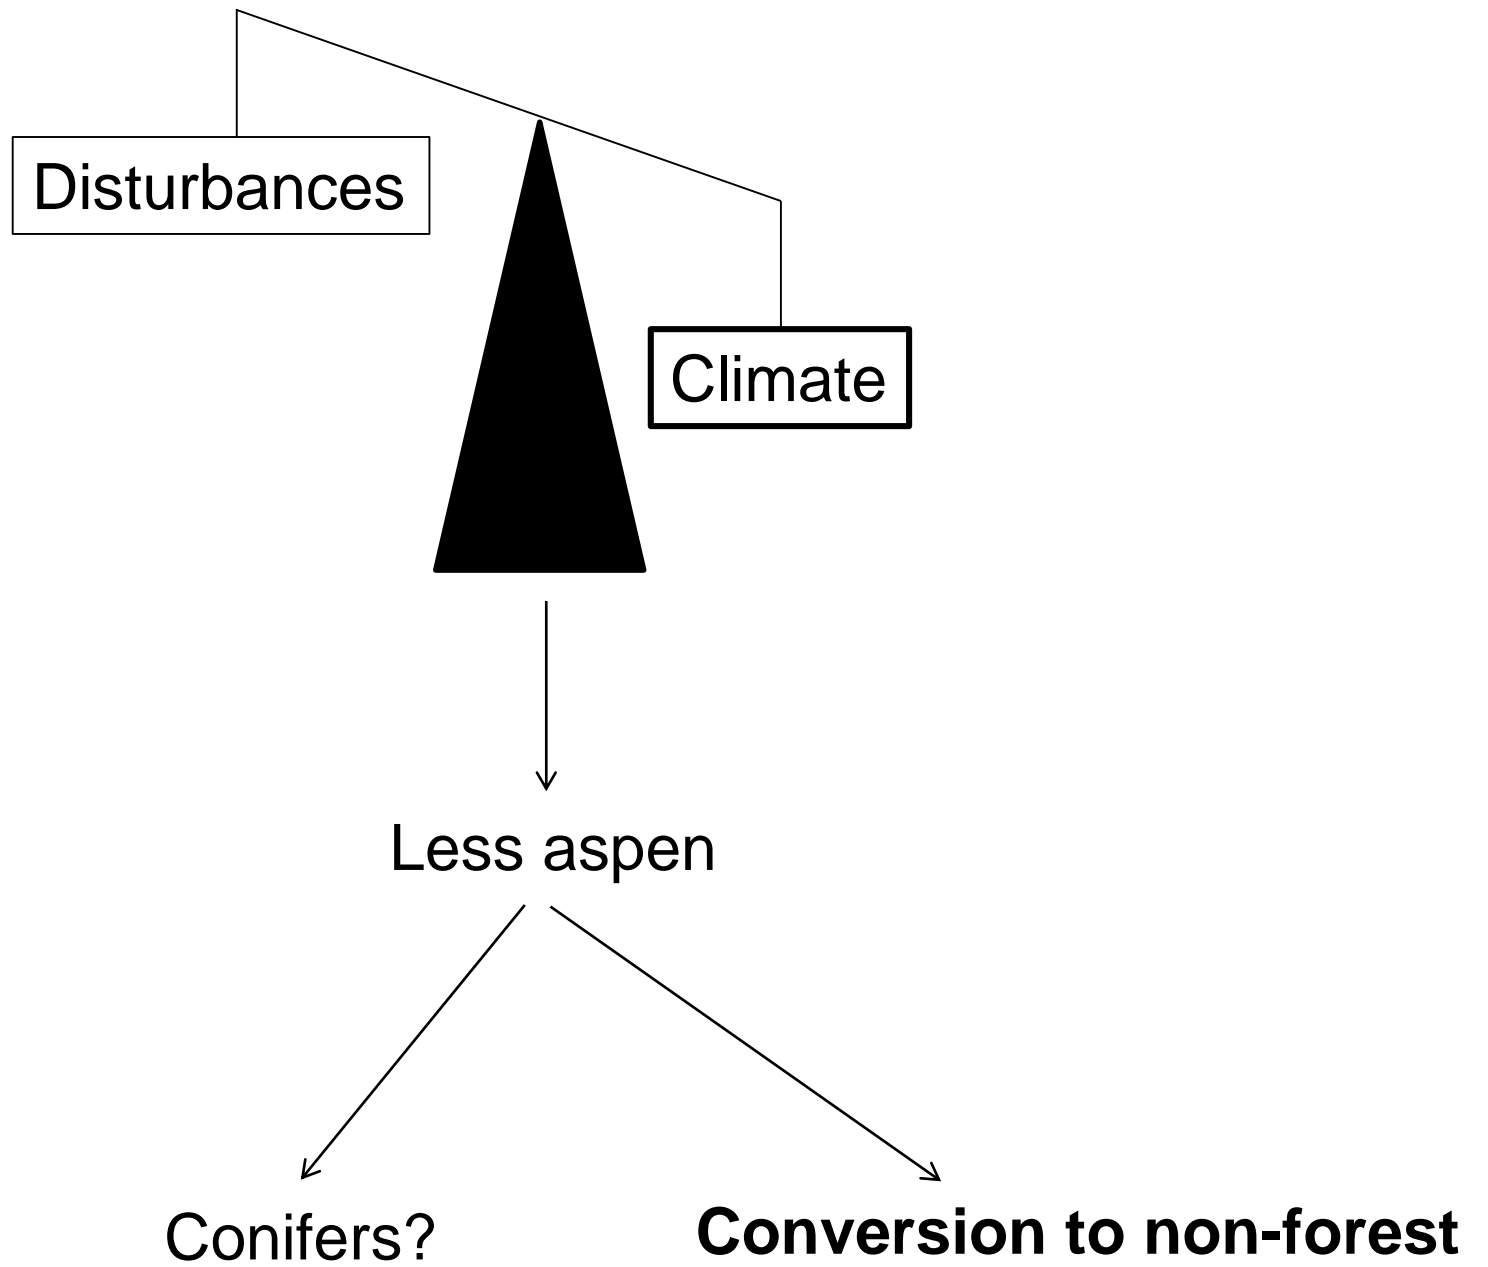 Disturbances
Climate
Less aspen
Conifers?
Conversion to non-forest